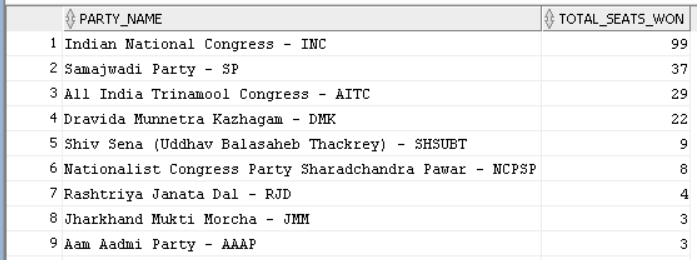 PARTY_NAME TOTAL_SEATS_WON
1 Indian National Congress - INC 99
2 Samajwadi Party - SP 37
3 All India Trinamool Congress - AITC 29
4 Dravida Munnetra Kazhagam - DMK 22
5 Shiv Sena (Uddhav Balasaheb Thackrey) - SHSUBT 9
6 Nationalist Congress Party Sharadchandra Pawar - NCPSP 8
7 Rashtriya Janata Dal - RJD 4
8 Jharkhand Mukti Morcha - JMM 3
9 Aam Aadmi Party - AAAP 3